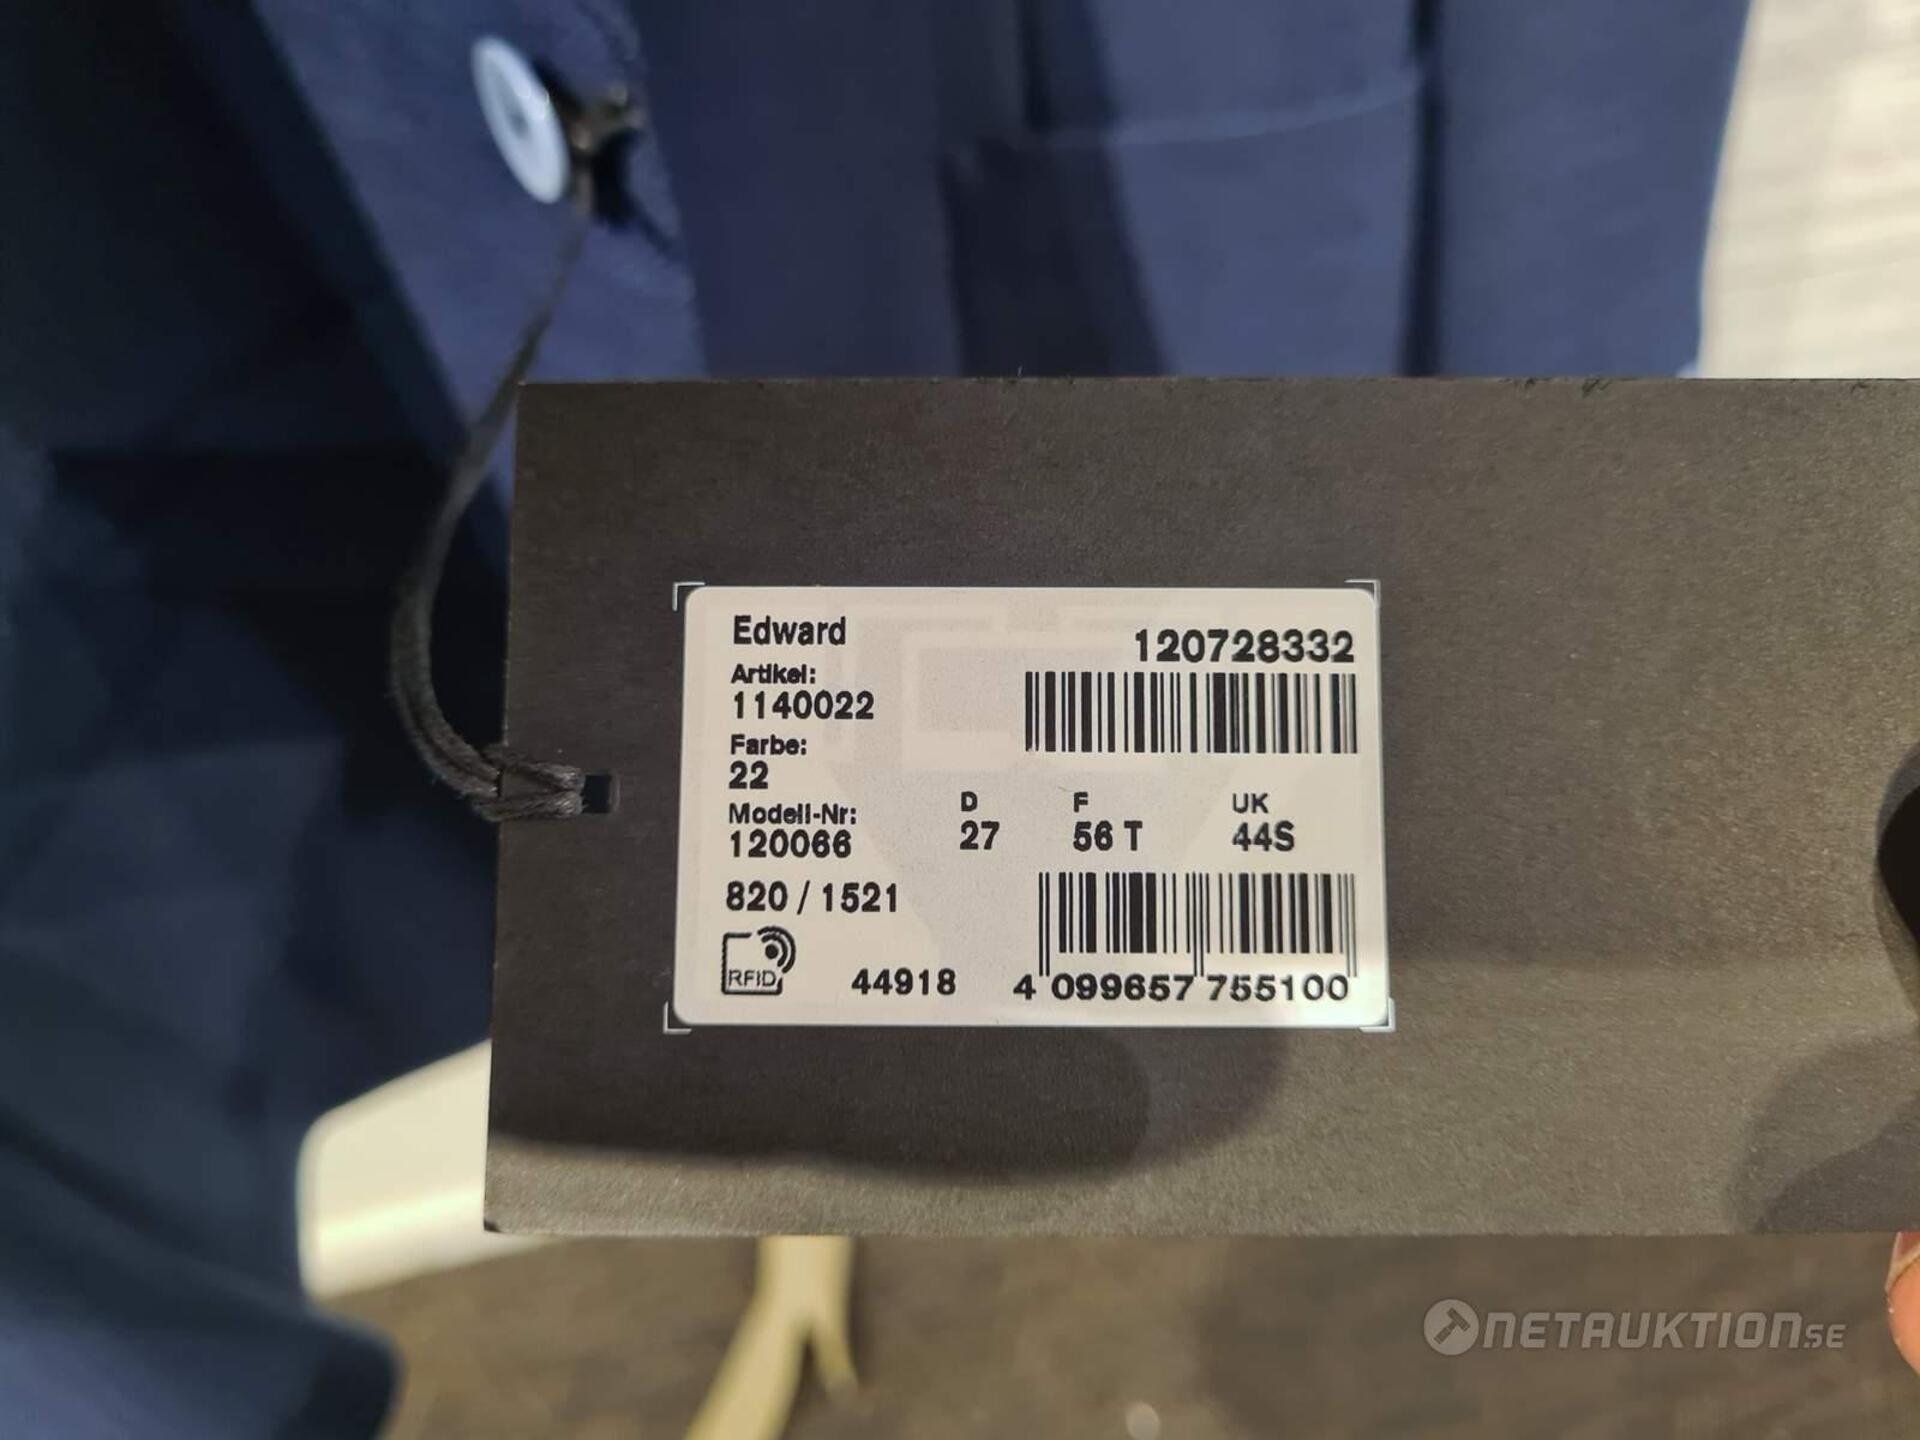 Edward
120728332
Artikel:
1140022
Farbe:
22
Modell-Nr:
120066
D F UK
27 56 T 44S
820 / 1521
RFID
44918
4 099657 755100
NETAUKTION.SE